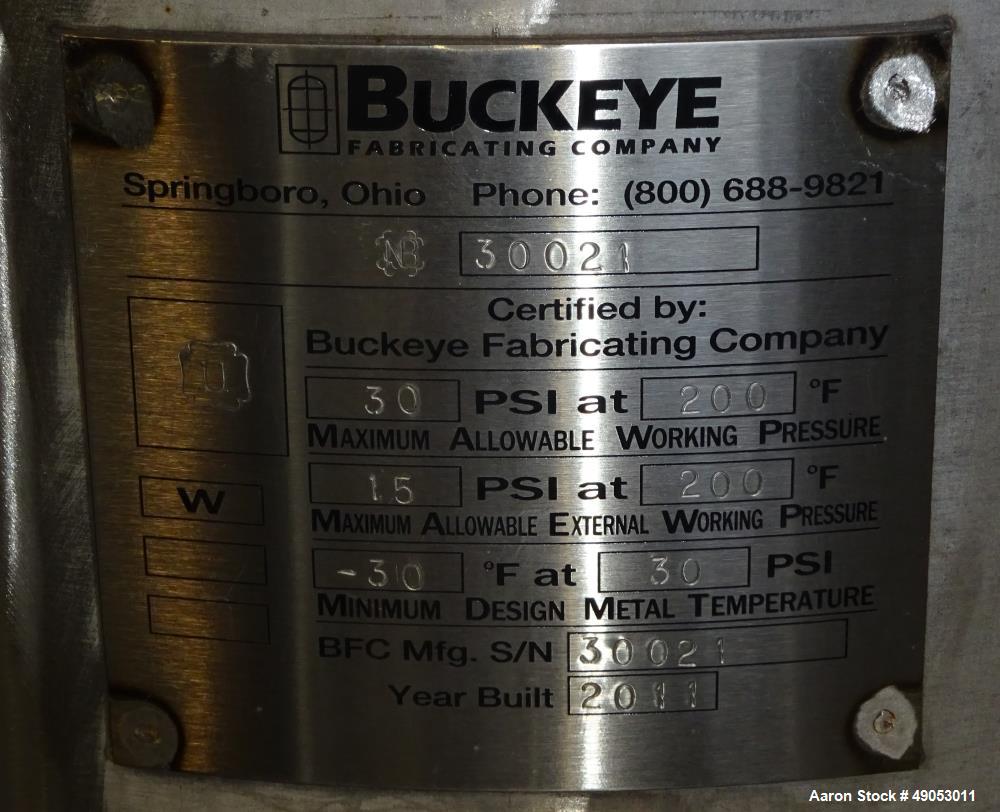 BUCKEYE
FABRICATING COMPANY
Springboro, Ohio Phone: (800) 688-9821
NB 30021
Certified by:
Buckeye Fabricating Company
U
30 PSI at 200 °F
MAXIMUM ALLOWABLE WORKING PRESSURE
W
15 PSI at 200 °F
MAXIMUM ALLOWABLE EXTERNAL WORKING PRESSURE
-30 °F at 30 PSI
MINIMUM DESIGN METAL TEMPERATURE
BFC Mfg. S/N 30021
Year Built 2011
Aaron Stock # 49053011